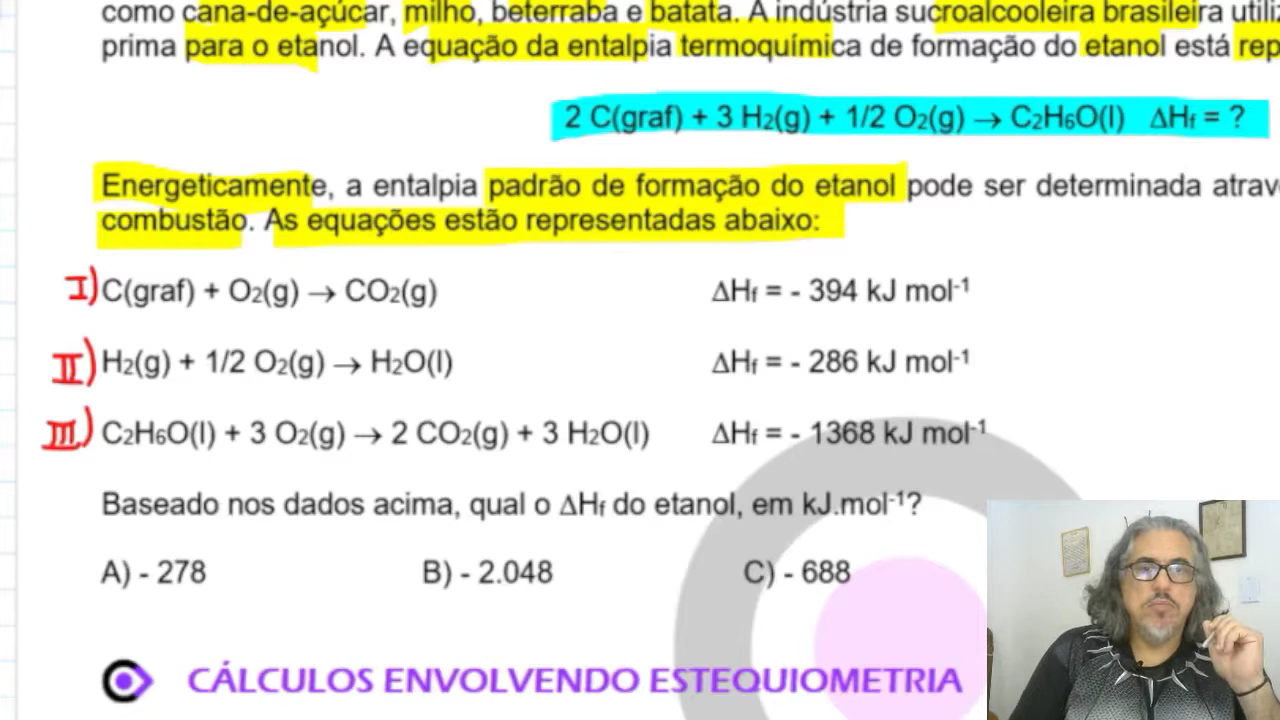 como cana-de-açúcar, milho, beterraba e batata. A indústria sucroalcooleira brasileira
prima para o etanol. A equação da entalpia termoquímica de formação do etanol está
2 C(graf) + 3 H2(g) + 1/2 O2(g) → C2H6O(l) ΔHf = ?
Energeticamente, a entalpia padrão de formação do etanol pode ser determinada
combustão. As equações estão representadas abaixo:
I) C(graf) + O2(g) → CO2(g) ΔHf = - 394 kJ mol-1
II) H2(g) + 1/2 O2(g) → H2O(l) ΔHf = - 286 kJ mol-1
III) C2H6O(l) + 3 O2(g) → 2 CO2(g) + 3 H2O(l) ΔHf = - 1368 kJ mol-1
Baseado nos dados acima, qual o ΔHf do etanol, em kJ.mol-1?
A) - 278 B) - 2.048 C) - 688
CÁLCULOS ENVOLVENDO ESTEQUIOMETRIA